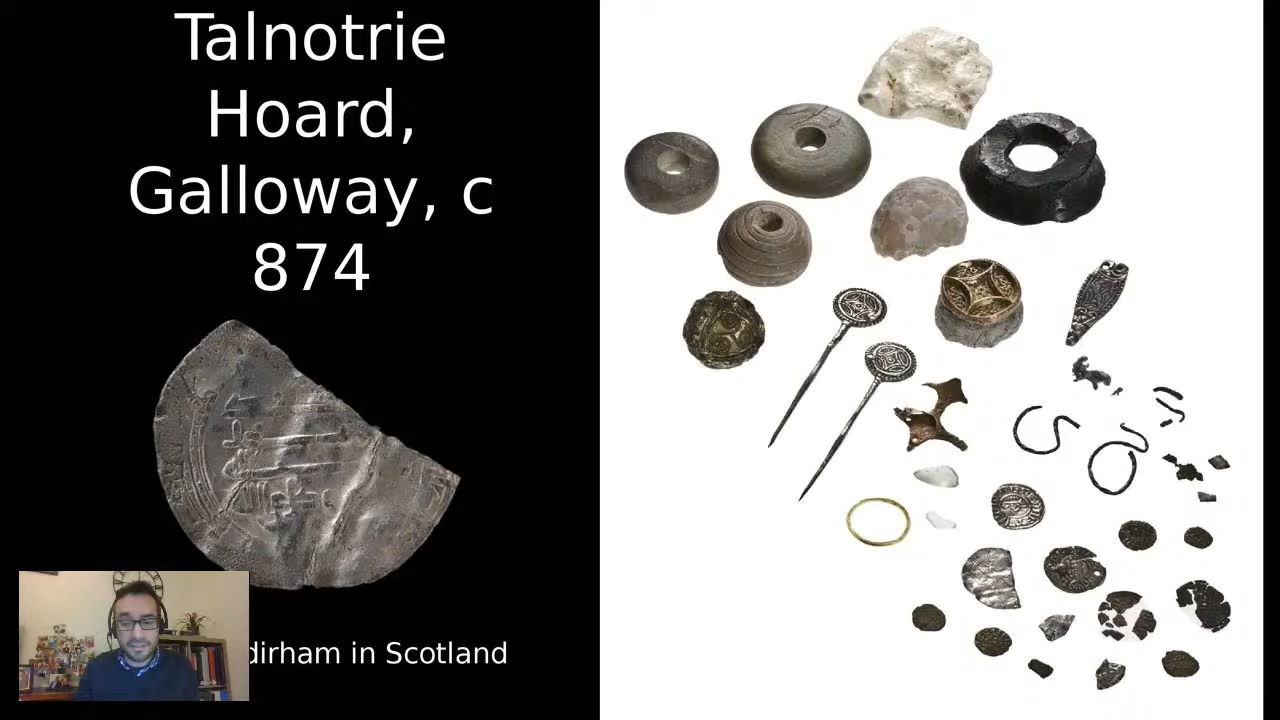 Talnotrie
Hoard,
Galloway, c
874
dirham in Scotland